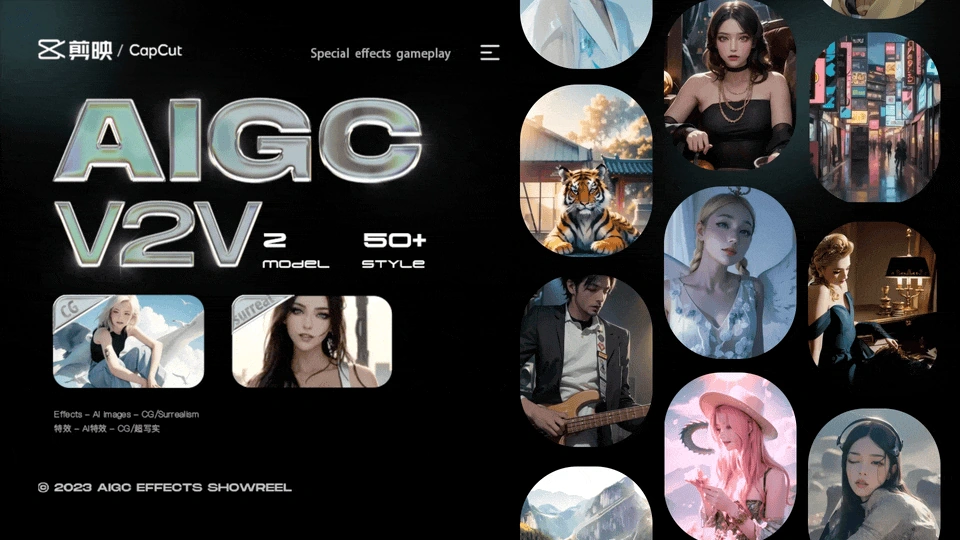 剪映 / CapCut
Special effects gameplay
AIGC
V2V
2
MODEL
50+
STYLE
CG
Surreal
Effects – AI Images – CG/Surrealism
特效 – AI特效 – CG/超写实
© 2023 AIGC EFFECTS SHOWREEL